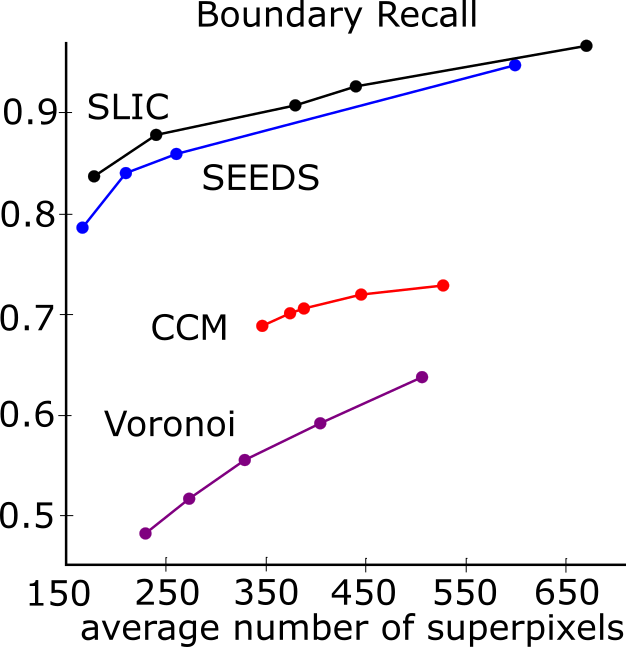 Boundary Recall
0.9
SLIC
SEEDS
0.8
0.7
CCM
0.6
Voronoi
0.5
150 250 350 450 550 650
average number of superpixels